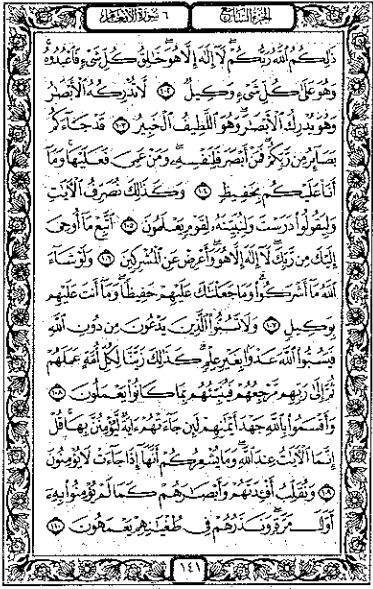 الجزء السابع ٦ سورة الأنعام
ذَٰلِكُمُ ٱللَّهُ رَبُّكُمْ لَآ إِلَٰهَ إِلَّا هُوَ خَٰلِقُ كُلِّ شَىْءٍ فَٱعْبُدُوهُ
وَهُوَ عَلَىٰ كُلِّ شَىْءٍ وَكِيلٌ ١٠٢ لَّا تُدْرِكُهُ ٱلْأَبْصَٰرُ
وَهُوَ يُدْرِكُ ٱلْأَبْصَٰرَ وَهُوَ ٱللَّطِيفُ ٱلْخَبِيرُ ١٠٣ قَدْ جَآءَكُم
بَصَآئِرُ مِن رَّبِّكُمْ فَمَنْ أَبْصَرَ فَلِنَفْسِهِۦ وَمَنْ عَمِىَ فَعَلَيْهَا وَمَآ
أَنَا۠ عَلَيْكُم بِحَفِيظٍ ١٠٤ وَكَذَٰلِكَ نُصَرِّفُ ٱلْأَيَٰتِ
وَلِيَقُولُوا۟ دَرَسْتَ وَلِنُبَيِّنَهُۥ لِقَوْمٍ يَعْلَمُونَ ١٠٥ ٱتَّبِعْ مَآ أُوحِىَ
إِلَيْكَ مِن رَّبِّكَ لَآ إِلَٰهَ إِلَّا هُوَ وَأَعْرِضْ عَنِ ٱلْمُشْرِكِينَ ١٠٦ وَلَوْ شَآءَ
ٱللَّهُ مَآ أَشْرَكُوا۟ وَمَا جَعَلْنَٰكَ عَلَيْهِمْ حَفِيظًا وَمَآ أَنتَ عَلَيْهِم
بِوَكِيلٍ ١٠٧ وَلَا تَسُبُّوا۟ ٱلَّذِينَ يَدْعُونَ مِن دُونِ ٱللَّهِ
فَيَسُبُّوا۟ ٱللَّهَ عَدْوًۢا بِغَيْرِ عِلْمٍ كَذَٰلِكَ زَيَّنَّا لِكُلِّ أُمَّةٍ عَمَلَهُمْ
ثُمَّ إِلَىٰ رَبِّهِم مَّرْجِعُهُمْ فَيُنَبِّئُهُم بِمَا كَانُوا۟ يَعْمَلُونَ ١٠٨
وَأَقْسَمُوا۟ بِٱللَّهِ جَهْدَ أَيْمَٰنِهِمْ لَئِن جَآءَتْهُمْ ءَايَةٌ لَّيُؤْمِنُنَّ بِهَا قُلْ
إِنَّمَا ٱلْأَيَٰتُ عِندَ ٱللَّهِ وَمَا يُشْعِرُكُمْ أَنَّهَآ إِذَا جَآءَتْ لَا يُؤْمِنُونَ
١٠٩ وَنُقَلِّبُ أَفْـِٔدَتَهُمْ وَأَبْصَٰرَهُمْ كَمَا لَمْ يُؤْمِنُوا۟ بِهِۦٓ
أَوَّلَ مَرَّةٍ وَنَذَرُهُمْ فِى طُغْيَٰنِهِمْ يَعْمَهُونَ ١١٠
١٤١